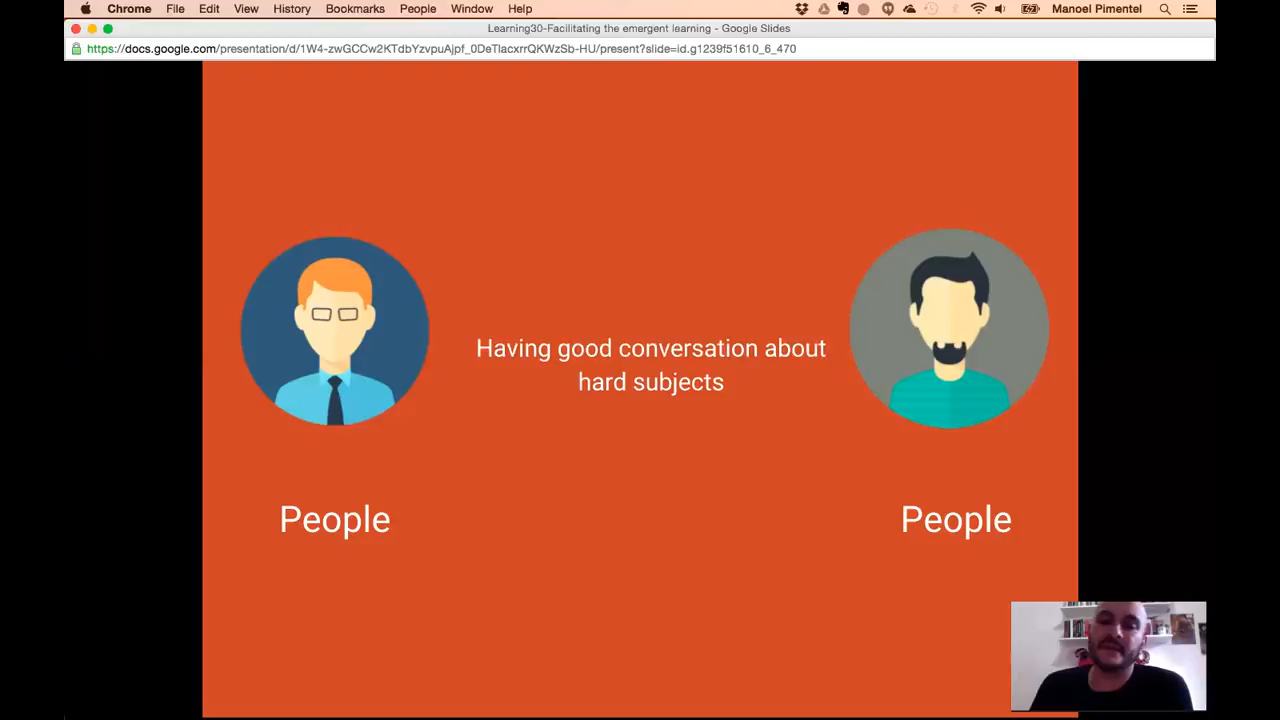 Chrome File Edit View History Bookmarks People Window Help Manoel Pimentel
Learning30-Facilitating the emergent learning - Google Slides
https://docs.google.com/presentation/d/1W4-zwGCCw2KTdbYzvpuAjpf_0DeTlacxrrQKWzSb-HU/present?slide=id.g1239f51610_6_470
Having good conversation about
hard subjects
People People